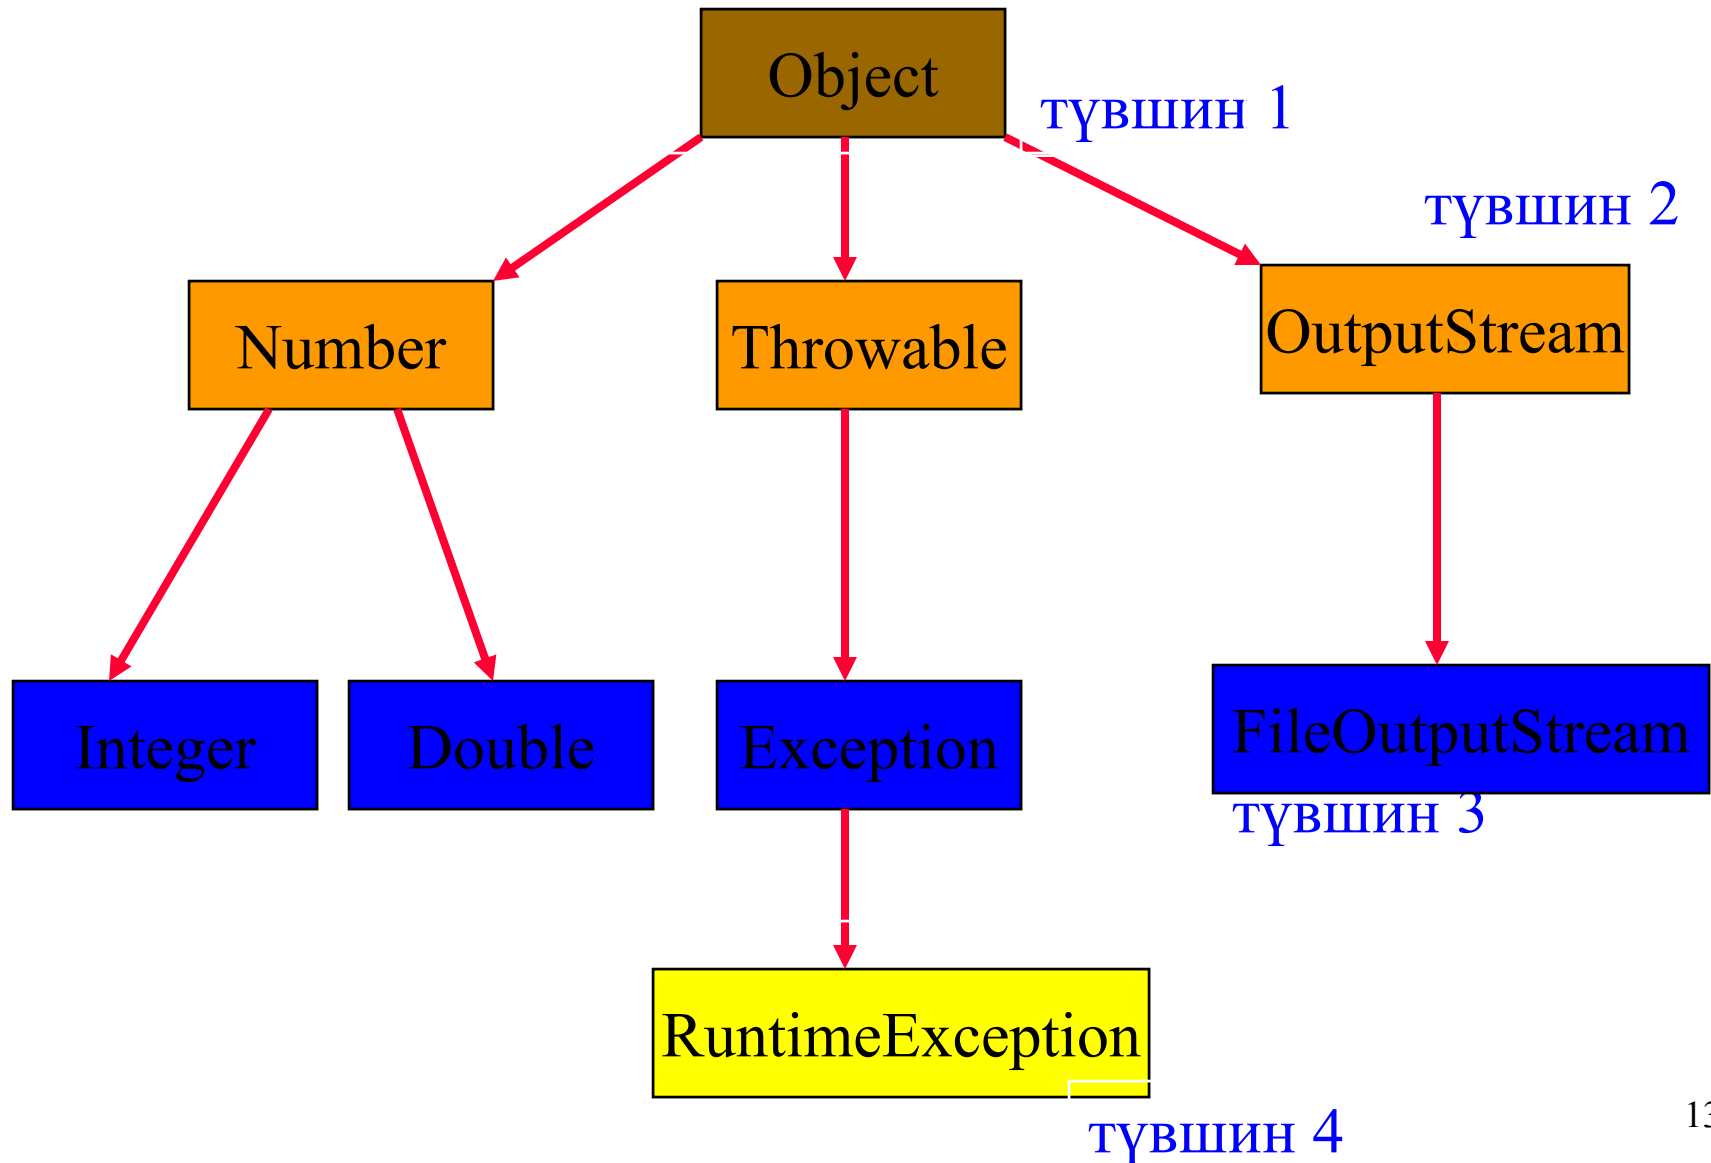 Object
түвшин 1
түвшин 2
Number
Throwable
OutputStream
Integer
Double
Exception
FileOutputStream
түвшин 3
RuntimeException
түвшин 4